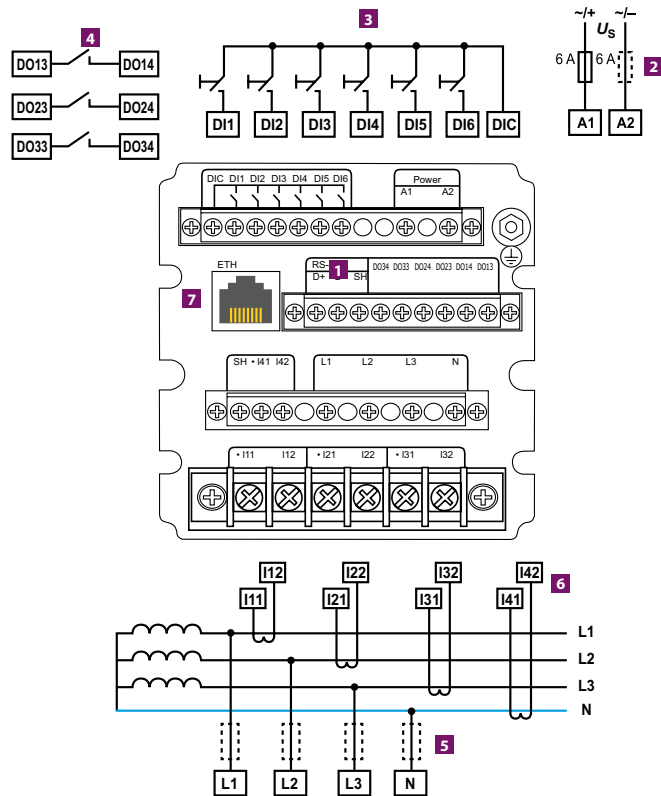 3
4
~/+ ~/–
US
6 A 6 A
2
DO13 DO14
DO23 DO24
DO33 DO34
DI1 DI2 DI3 DI4 DI5 DI6 DIC
A1 A2
DIC DI1 DI2 DI3 DI4 DI5 DI6
Power
A1 A2
ETH
7
RS-
1
D+ SH
DO34 DO33 DO24 DO23 DO14 DO13
SH • I41 I42
L1 L2 L3 N
• I11 I12 • I21 I22 • I31 I32
I12 I22 I32 I42
6
I11 I21 I31 I41
L1
L2
L3
N
5
L1 L2 L3 N